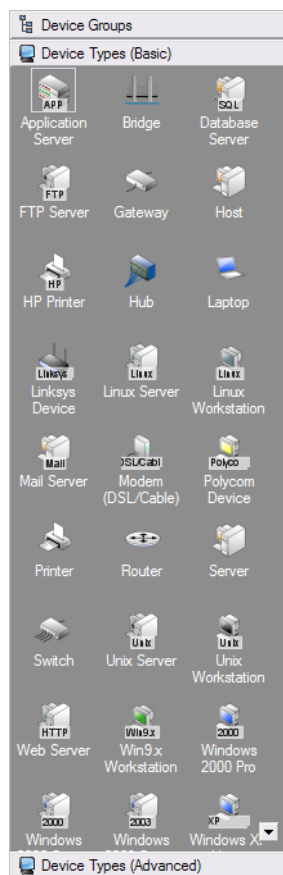 Device Groups
Device Types (Basic)
APP
SQL
Application
Server
Bridge
Database
Server
FTP
FTP Server
Gateway
Host
HP
HP Printer
Hub
Laptop
Linksys
Linux
Linux
Linksys
Device
Linux Server
Linux
Workstation
Mail
DSL/Cabl
Polyco
Mail Server
Modem
(DSL/Cable)
Polycom
Device
Printer
Router
Server
Unix
Unix
Switch
Unix Server
Unix
Workstation
HTTP
Win9.x
2000
Web Server
Win9.x
Workstation
Windows
2000 Pro
2000
2003
XP
Windows
Windows
Windows X
Device Types (Advanced)